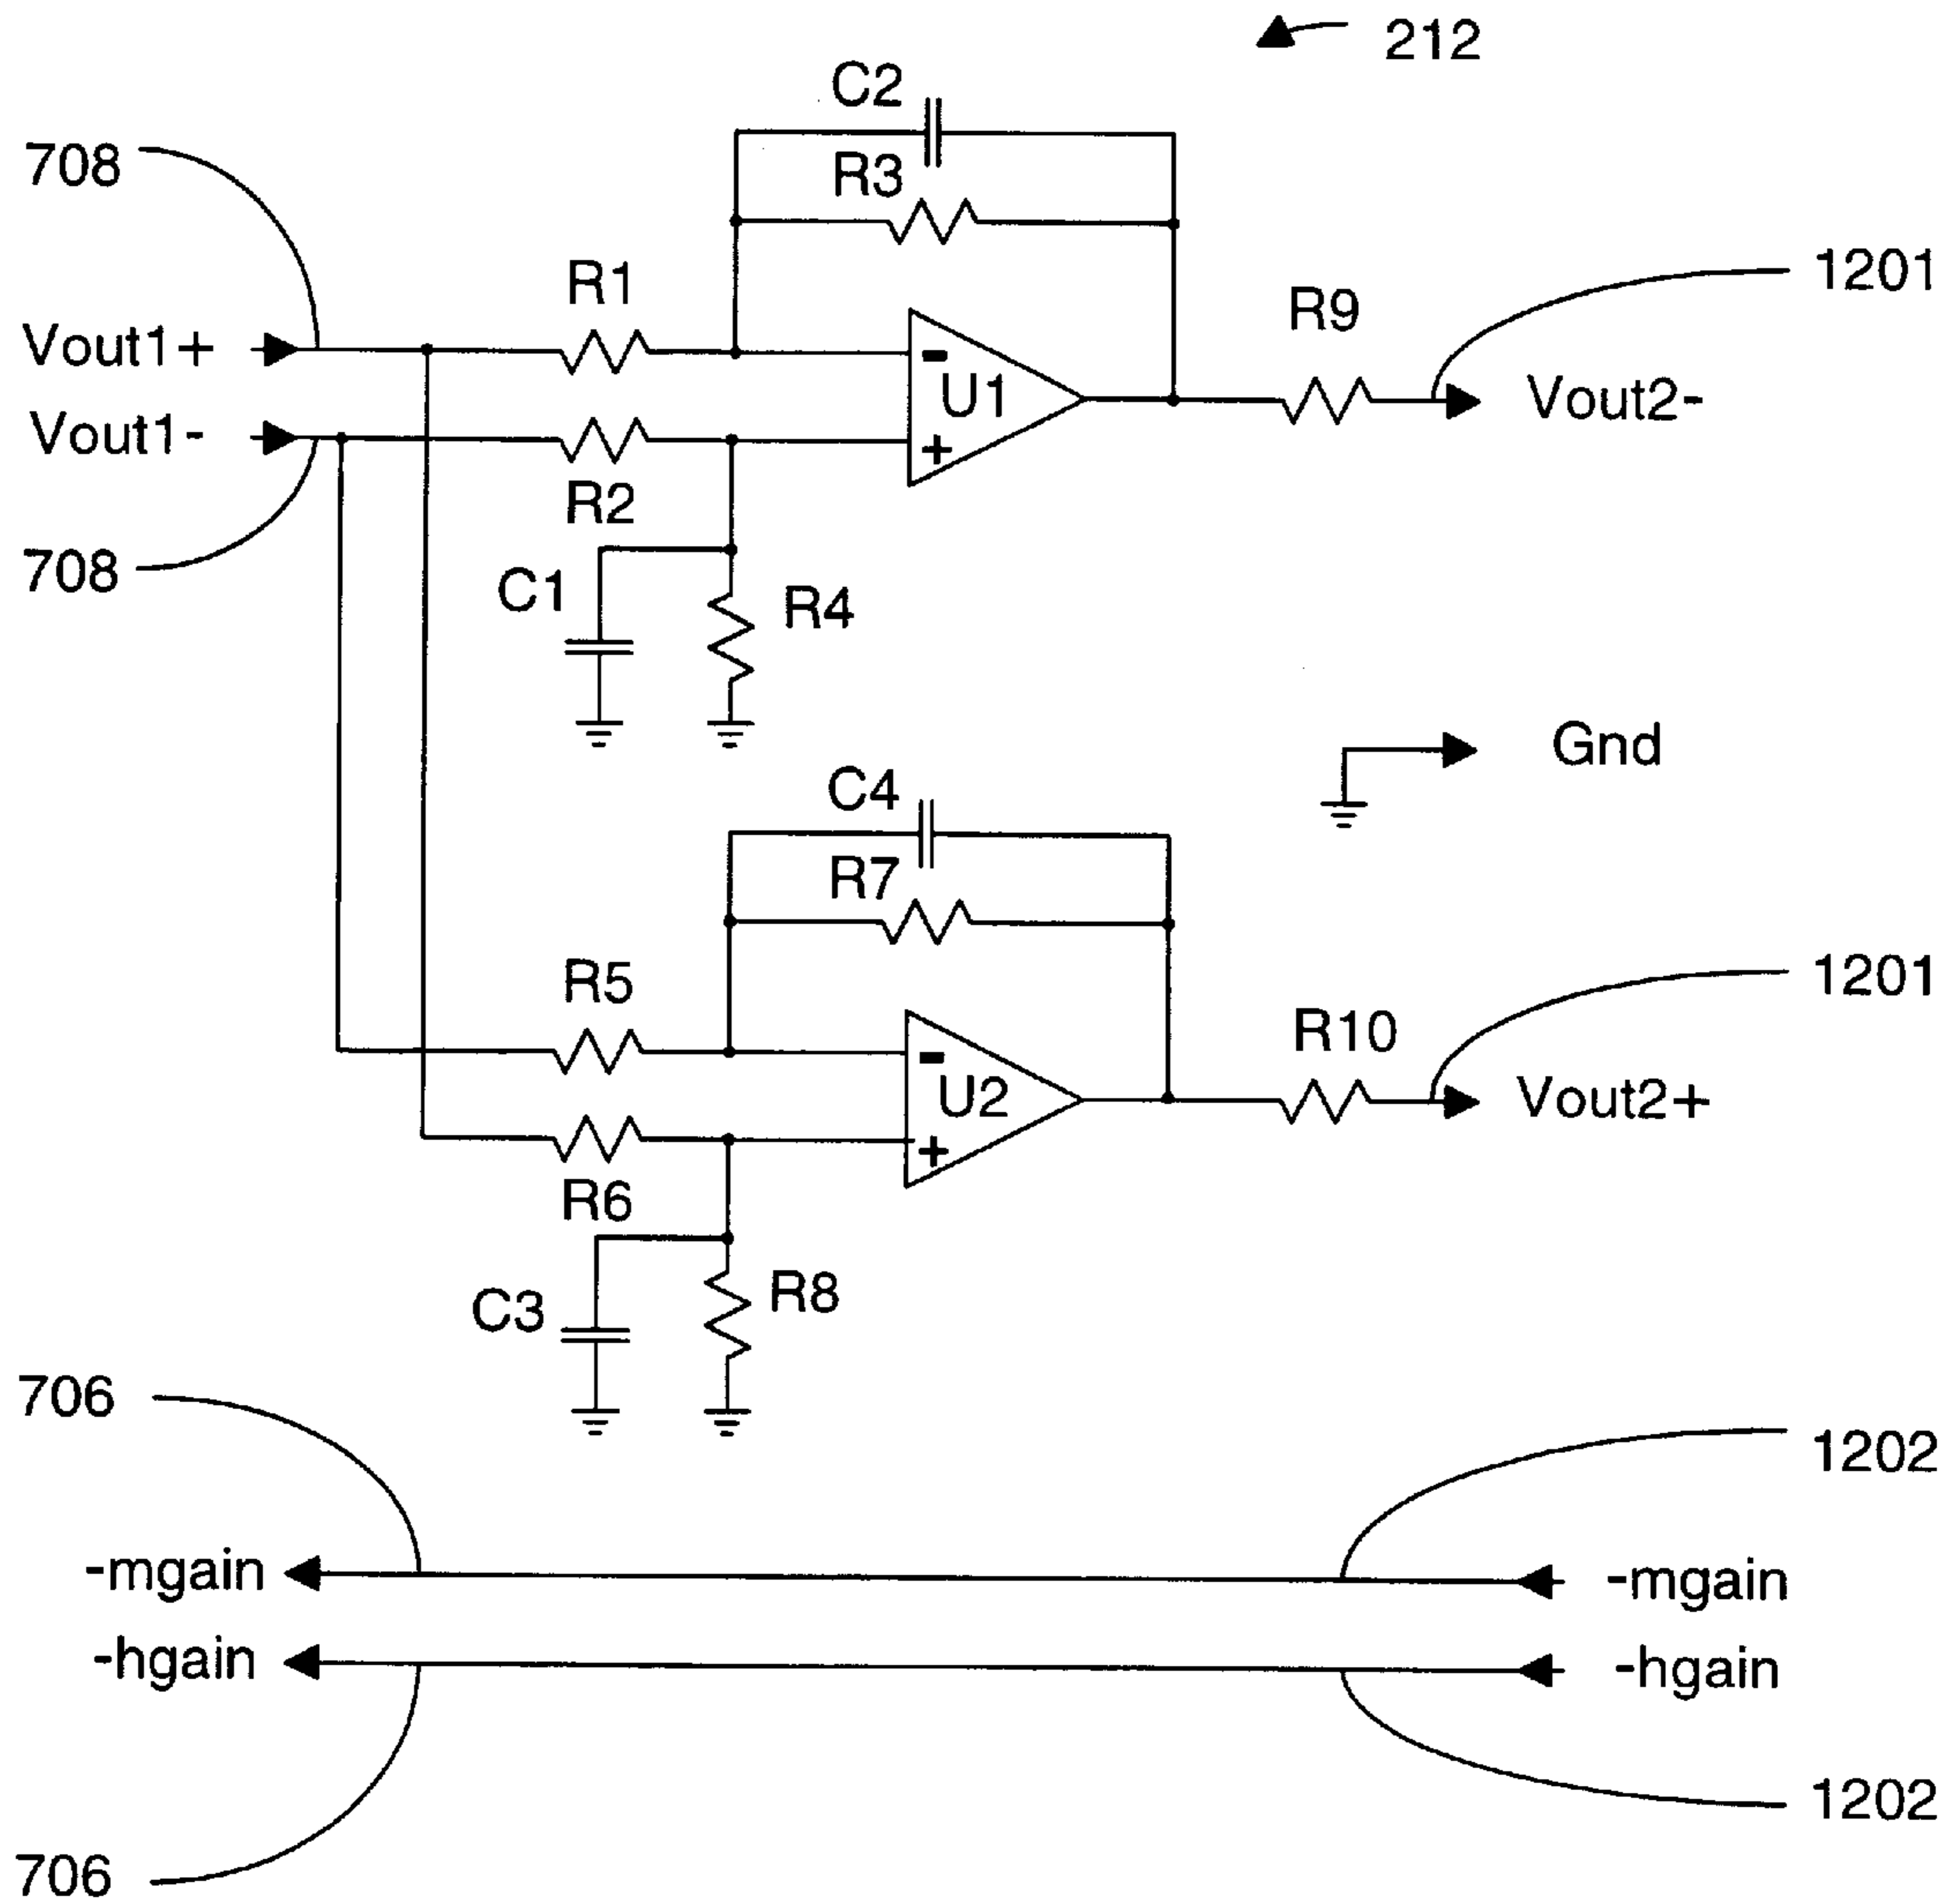 212
C2
708
R3
R1
1201
R9
Vout1+
-
U1
Vout2-
Vout1-
+
R2
708
C1
R4
Gnd
C4
R7
R5
1201
R10
-
U2
Vout2+
+
R6
C3
R8
706
1202
-mgain
-mgain
-hgain
-hgain
1202
706